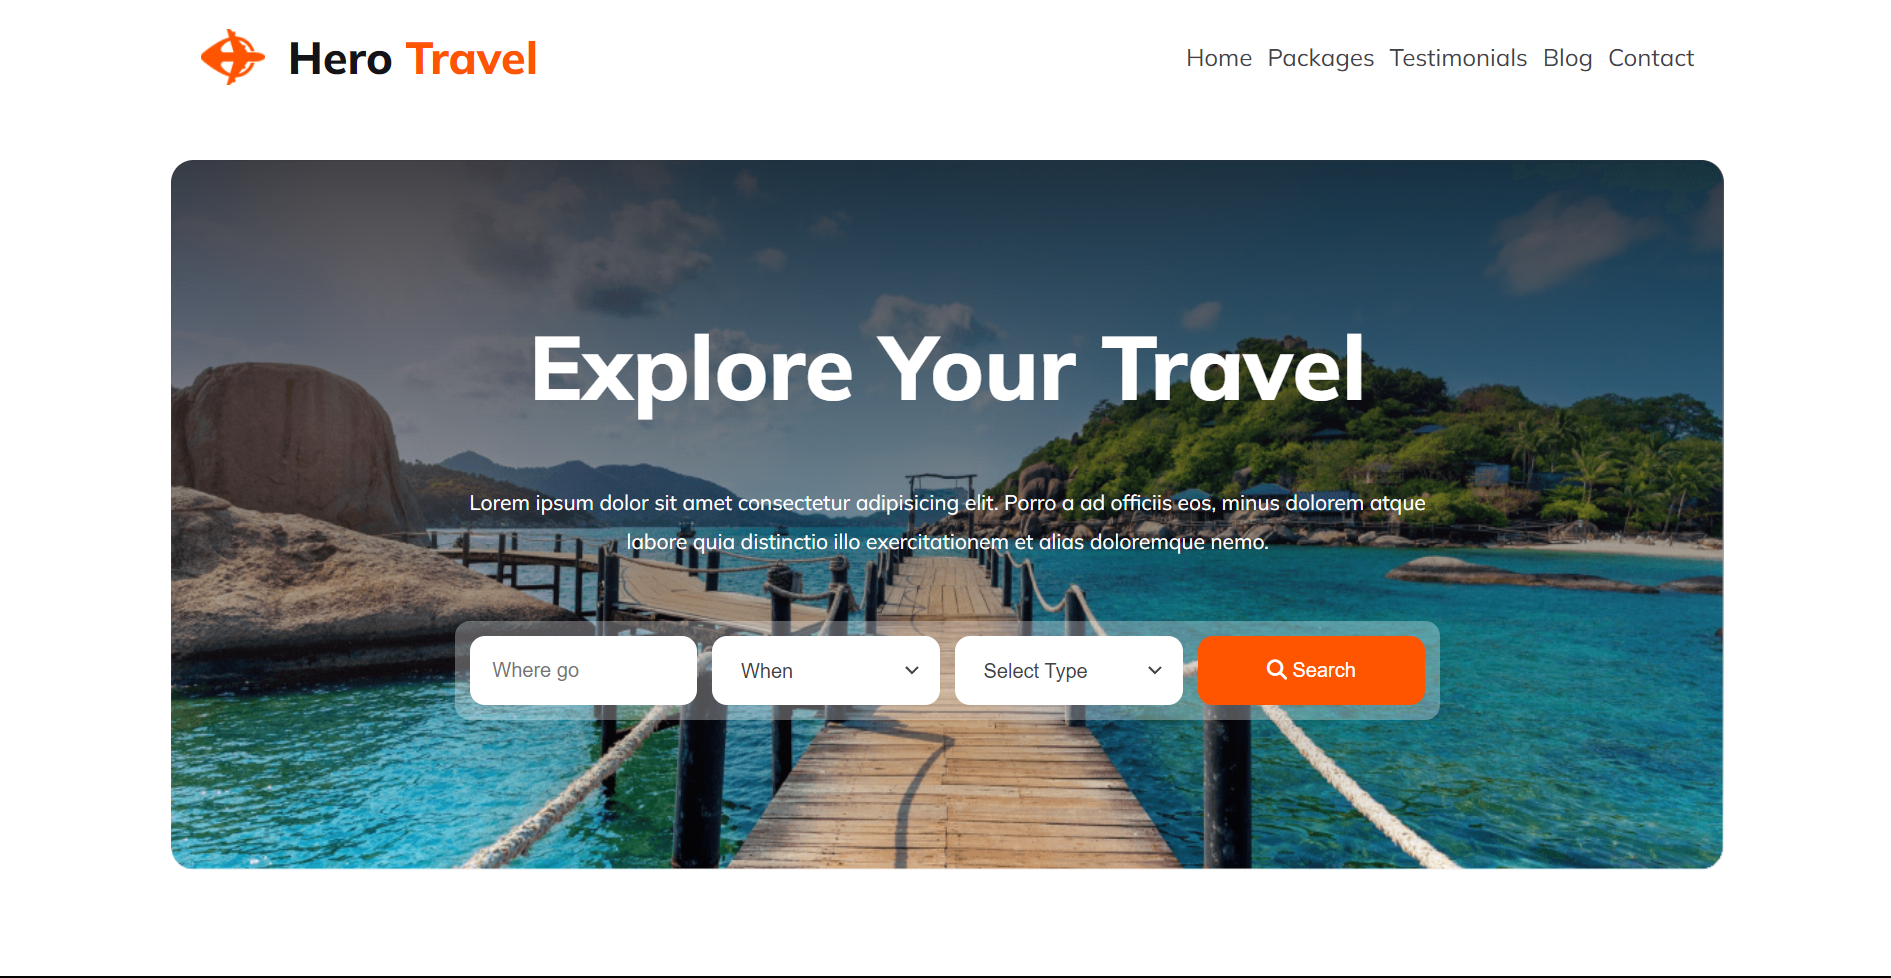 Hero Travel
Home Packages Testimonials Blog Contact
Explore Your Travel
Lorem ipsum dolor sit amet consectetur adipisicing elit. Porro a ad officiis eos, minus dolorem atque
labore quia distinctio illo exercitationem et alias doloremque nemo.
Where go
When
Select Type
Search